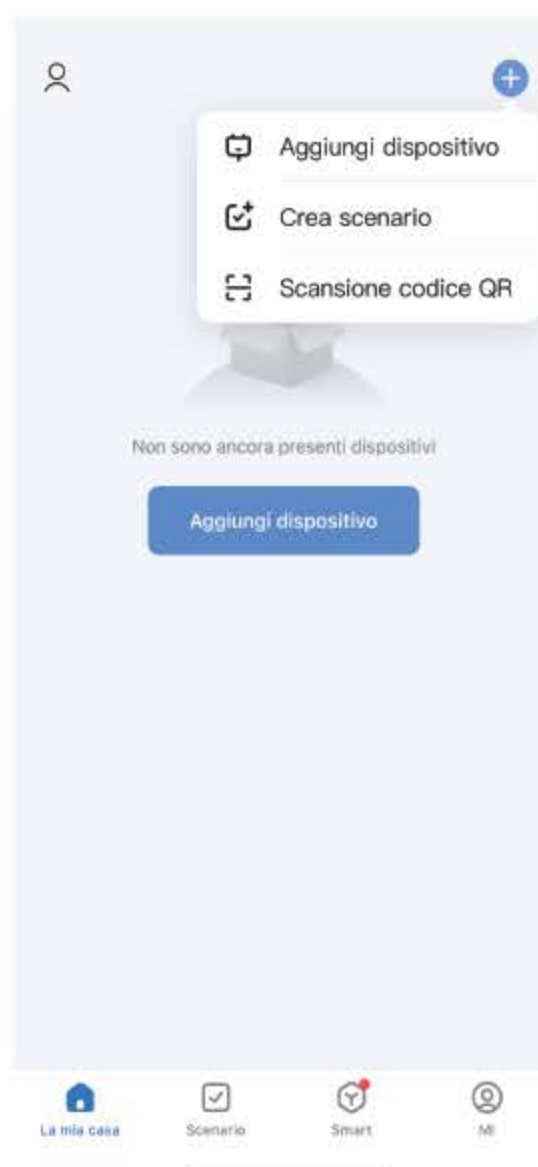 Aggiungi dispositivo
Crea scenario
Scansione codice QR
Non sono ancora presenti dispositivi
Aggiungi dispositivo
La mia casa
Scenario
Smart
MI